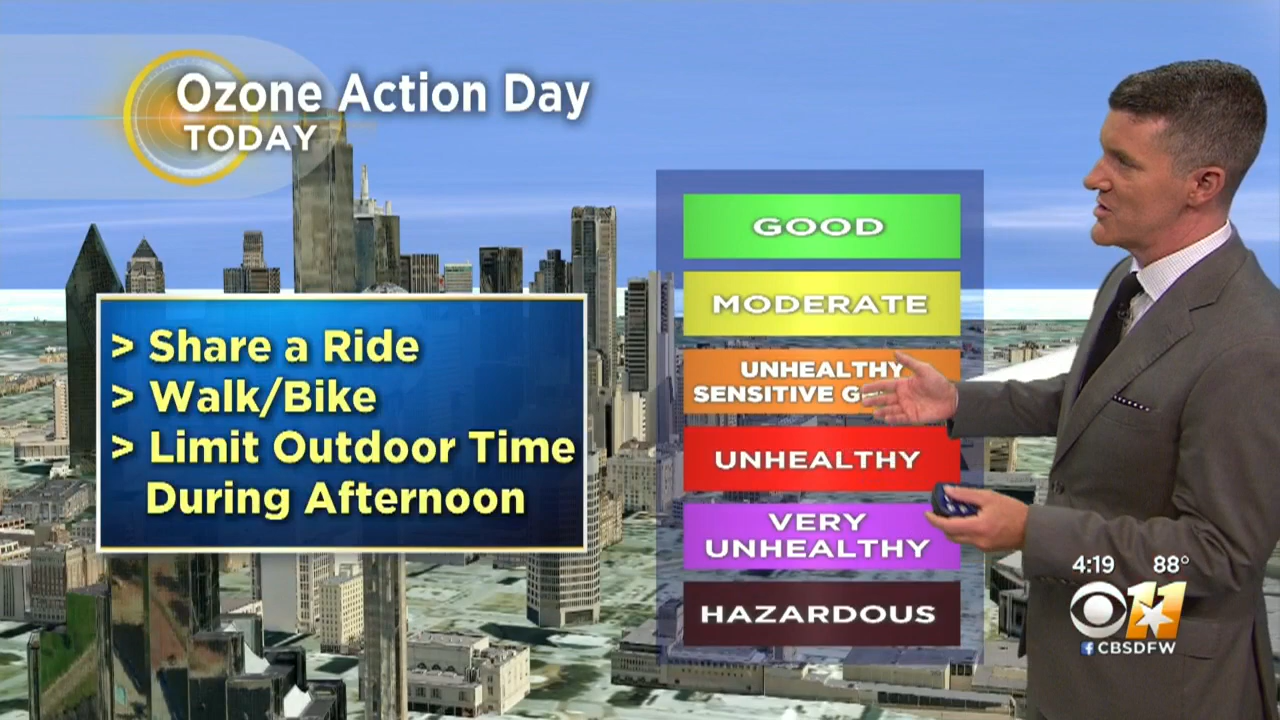 Ozone Action Day
TODAY
> Share a Ride
> Walk/Bike
> Limit Outdoor Time
During Afternoon
GOOD
MODERATE
UNHEALTHY
SENSITIVE
UNHEALTHY
VERY
UNHEALTHY
HAZARDOUS
4:19 88°
11
f CBSDFW